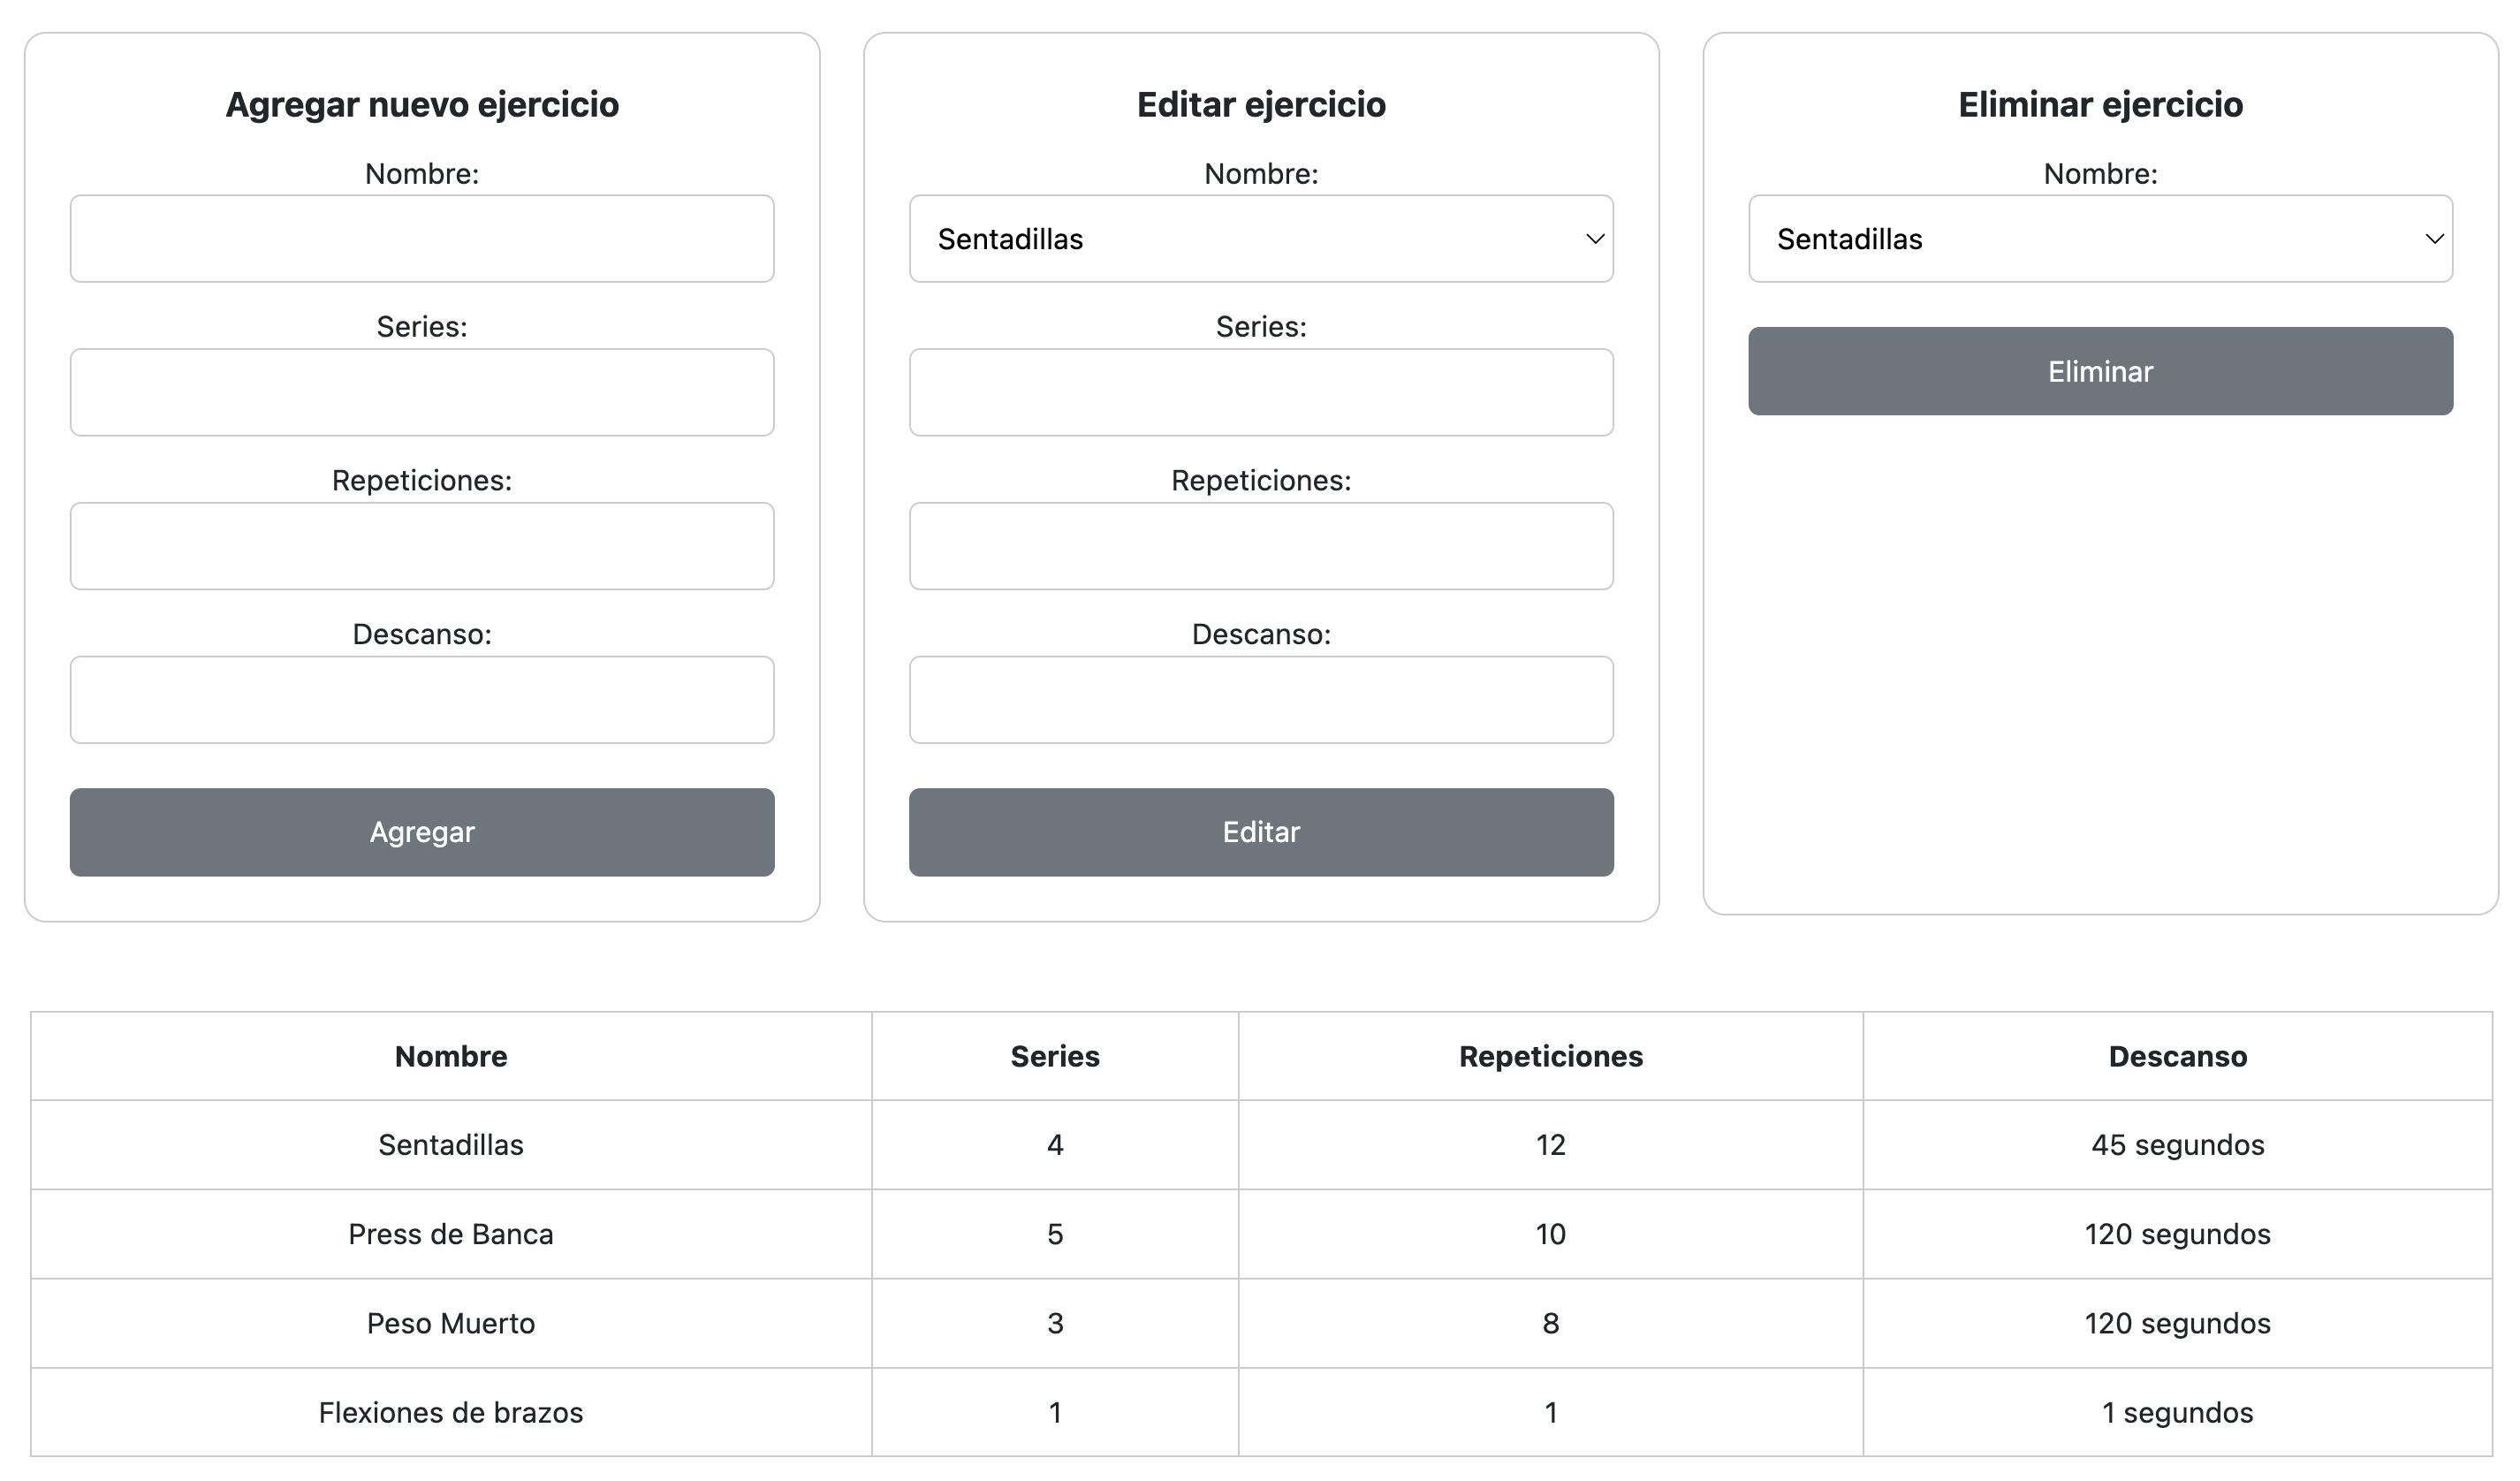 Agregar nuevo ejercicio
Nombre:
Series:
Repeticiones:
Descanso:
Agregar
Editar ejercicio
Nombre:
Sentadillas
Series:
Repeticiones:
Descanso:
Editar
Eliminar ejercicio
Nombre:
Sentadillas
Eliminar
Nombre Series Repeticiones Descanso
Sentadillas 4 12 45 segundos
Press de Banca 5 10 120 segundos
Peso Muerto 3 8 120 segundos
Flexiones de brazos 1 1 1 segundos